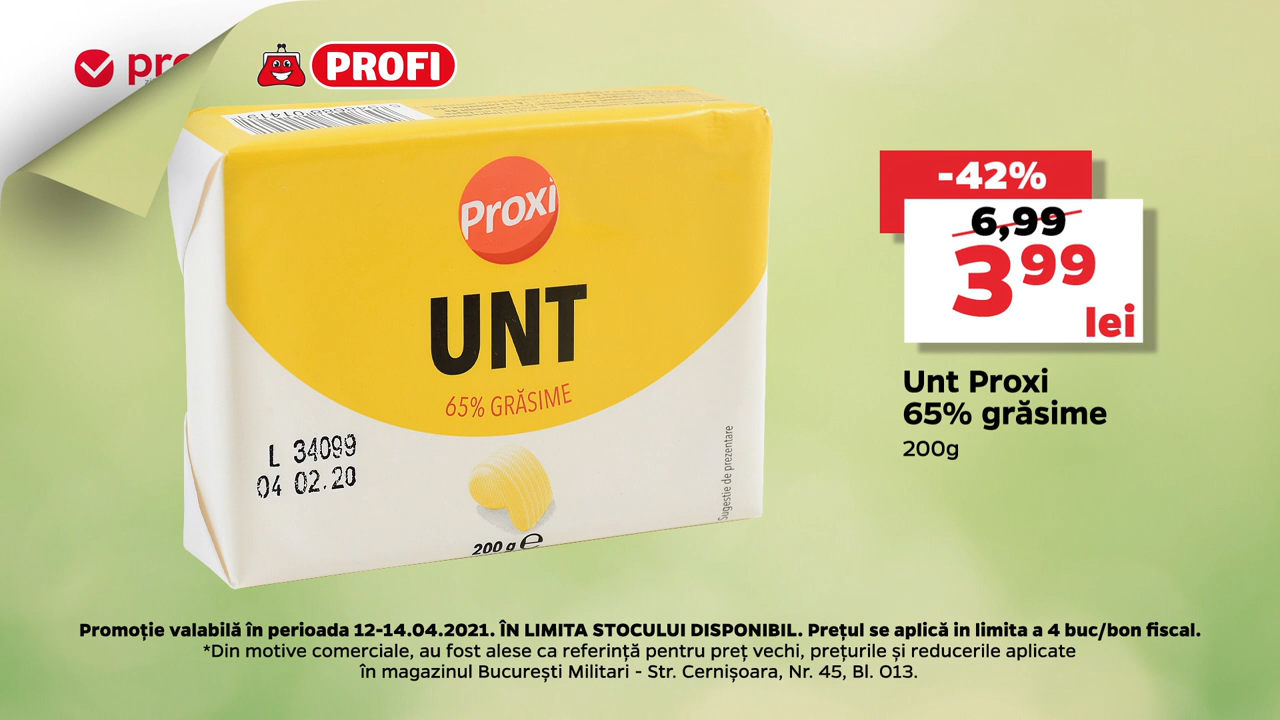 PROFI
-42%
6,99
3 99
lei
Proxi
UNT
65% GRĂSIME
L 34099
04 02.20
200 g e
Sugestie de prezentare
Unt Proxi
65% grăsime
200g
Promoție valabilă în perioada 12-14.04.2021. ÎN LIMITA STOCULUI DISPONIBIL. Prețul se aplică in limita a 4 buc/bon fiscal.
*Din motive comerciale, au fost alese ca referință pentru preț vechi, prețurile și reducerile aplicate
în magazinul București Militari - Str. Cernișoara, Nr. 45, Bl. O13.